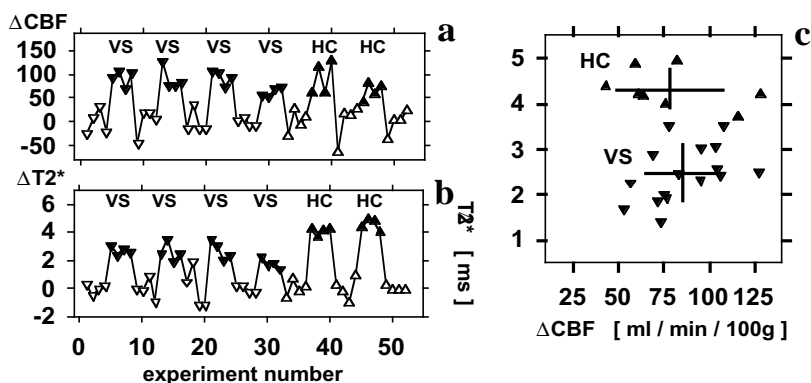 ΔCBF
a
VS VS VS VS HC HC
150
100
50
0
-50
ΔT2*
b
VS VS VS VS HC HC
6
4
2
0
-2
0 10 20 30 40 50
experiment number
c
HC
VS
5
4
3
2
1
T2* [ ms ]
25 50 75 100 125
ΔCBF [ ml / min / 100g ]